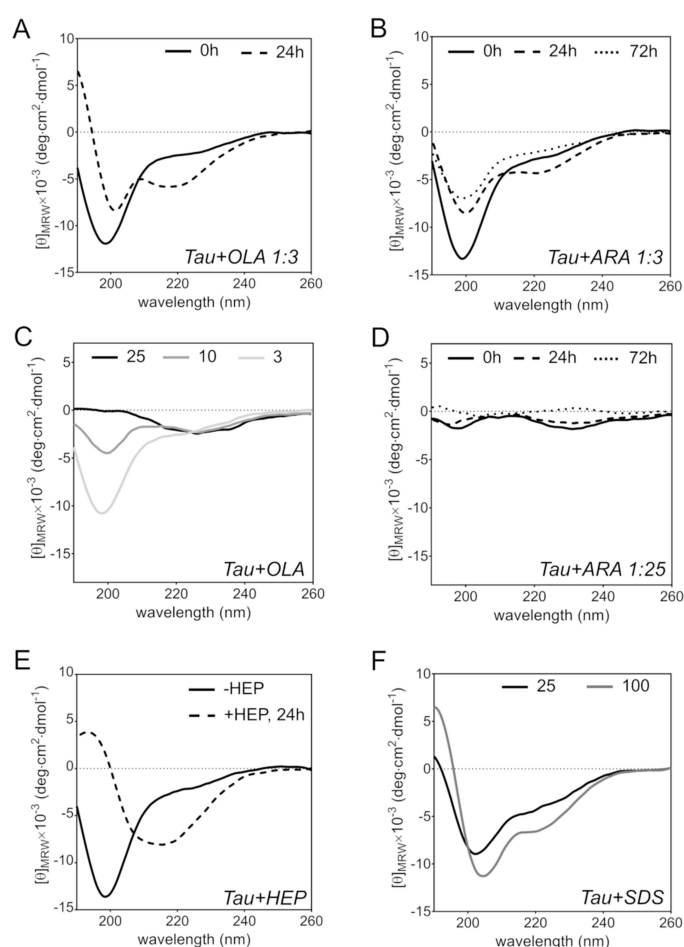 A
B
0h 24h
0h 24h 72h
10
5
0
-5
-10
-15
[θ]MRW×10⁻³ (deg·cm²·dmol⁻¹)
200 220 240 260
wavelength (nm)
Tau+OLA 1:3
10
5
0
-5
-10
-15
[θ]MRW×10⁻³ (deg·cm²·dmol⁻¹)
200 220 240 260
wavelength (nm)
Tau+ARA 1:3
C
D
25 10 3
0h 24h 72h
5
0
-5
-10
-15
[θ]MRW×10⁻³ (deg·cm²·dmol⁻¹)
200 220 240 260
wavelength (nm)
Tau+OLA
5
0
-5
-10
-15
[θ]MRW×10⁻³ (deg·cm²·dmol⁻¹)
200 220 240 260
wavelength (nm)
Tau+ARA 1:25
E
F
-HEP
+HEP, 24h
25 100
10
5
0
-5
-10
-15
[θ]MRW×10⁻³ (deg·cm²·dmol⁻¹)
200 220 240 260
wavelength (nm)
Tau+HEP
10
5
0
-5
-10
-15
[θ]MRW×10⁻³ (deg·cm²·dmol⁻¹)
200 220 240 260
wavelength (nm)
Tau+SDS